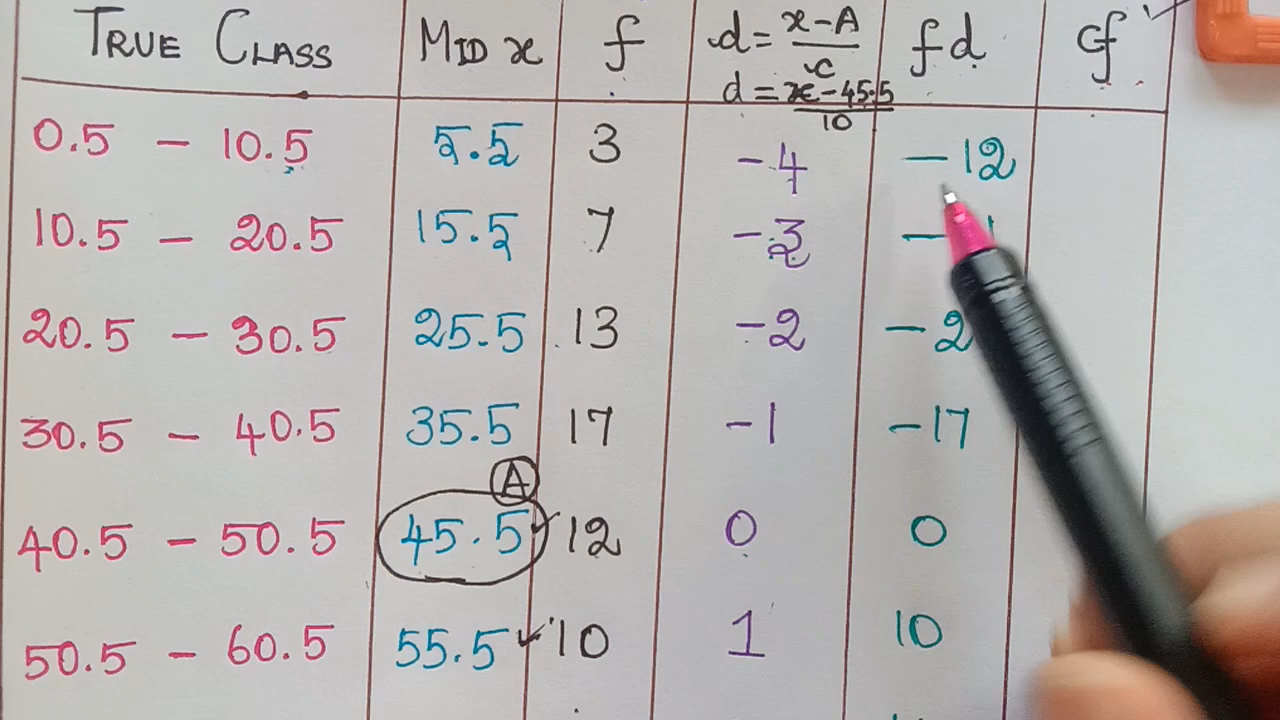 TRUE CLASS MID x f d = x - A / c fd cf
d = x - 45.5 / 10
0.5 - 10.5 5.5 3 -4 -12
10.5 - 20.5 15.5 7 -3
20.5 - 30.5 25.5 13 -2 -2
30.5 - 40.5 35.5 17 -1 -17
A
40.5 - 50.5 45.5 12 0 0
50.5 - 60.5 55.5 10 1 10